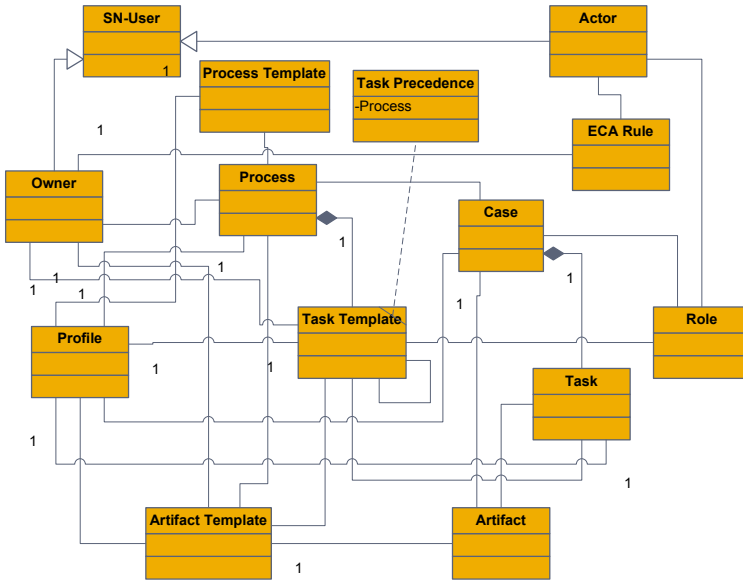 SN-User
Actor
1
Process Template
Task Precedence
-Process
1
ECA Rule
Owner
Process
Case
1
1
1
1
1
1
1
Profile
Task Template
Role
1
1
Task
1
1
Artifact Template
Artifact
1